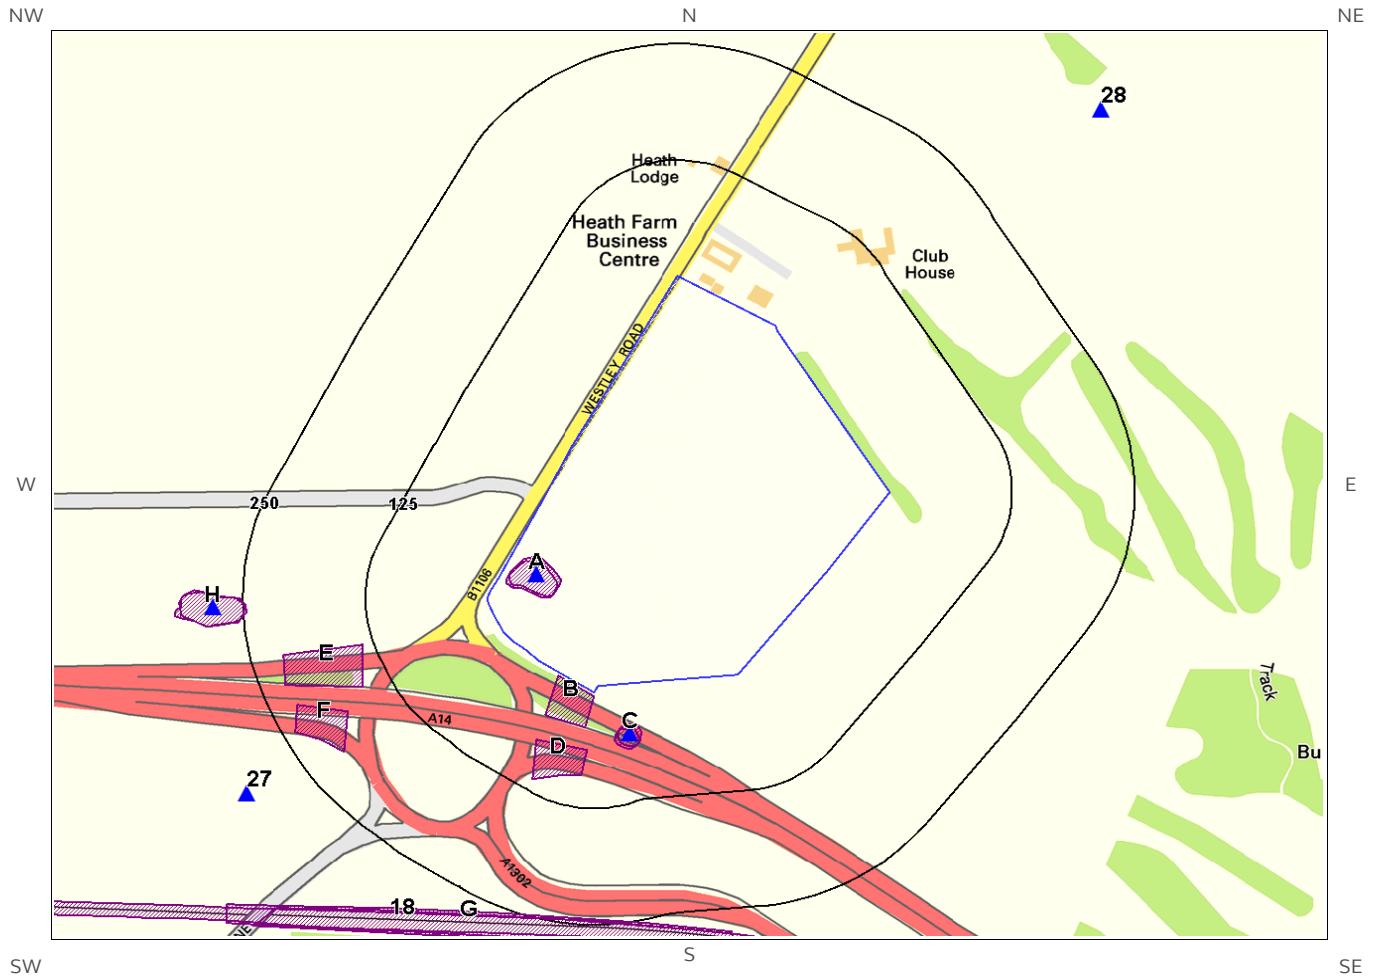 NW
N
NE
28
Heath
Lodge
Heath Farm
Business
Centre
Club
House
WESTLEY ROAD
W
E
250
125
A
B1106
H
E
B
Track
F
A14
C
D
Bu
27
A1302
18
G
NE
SW
S
SE